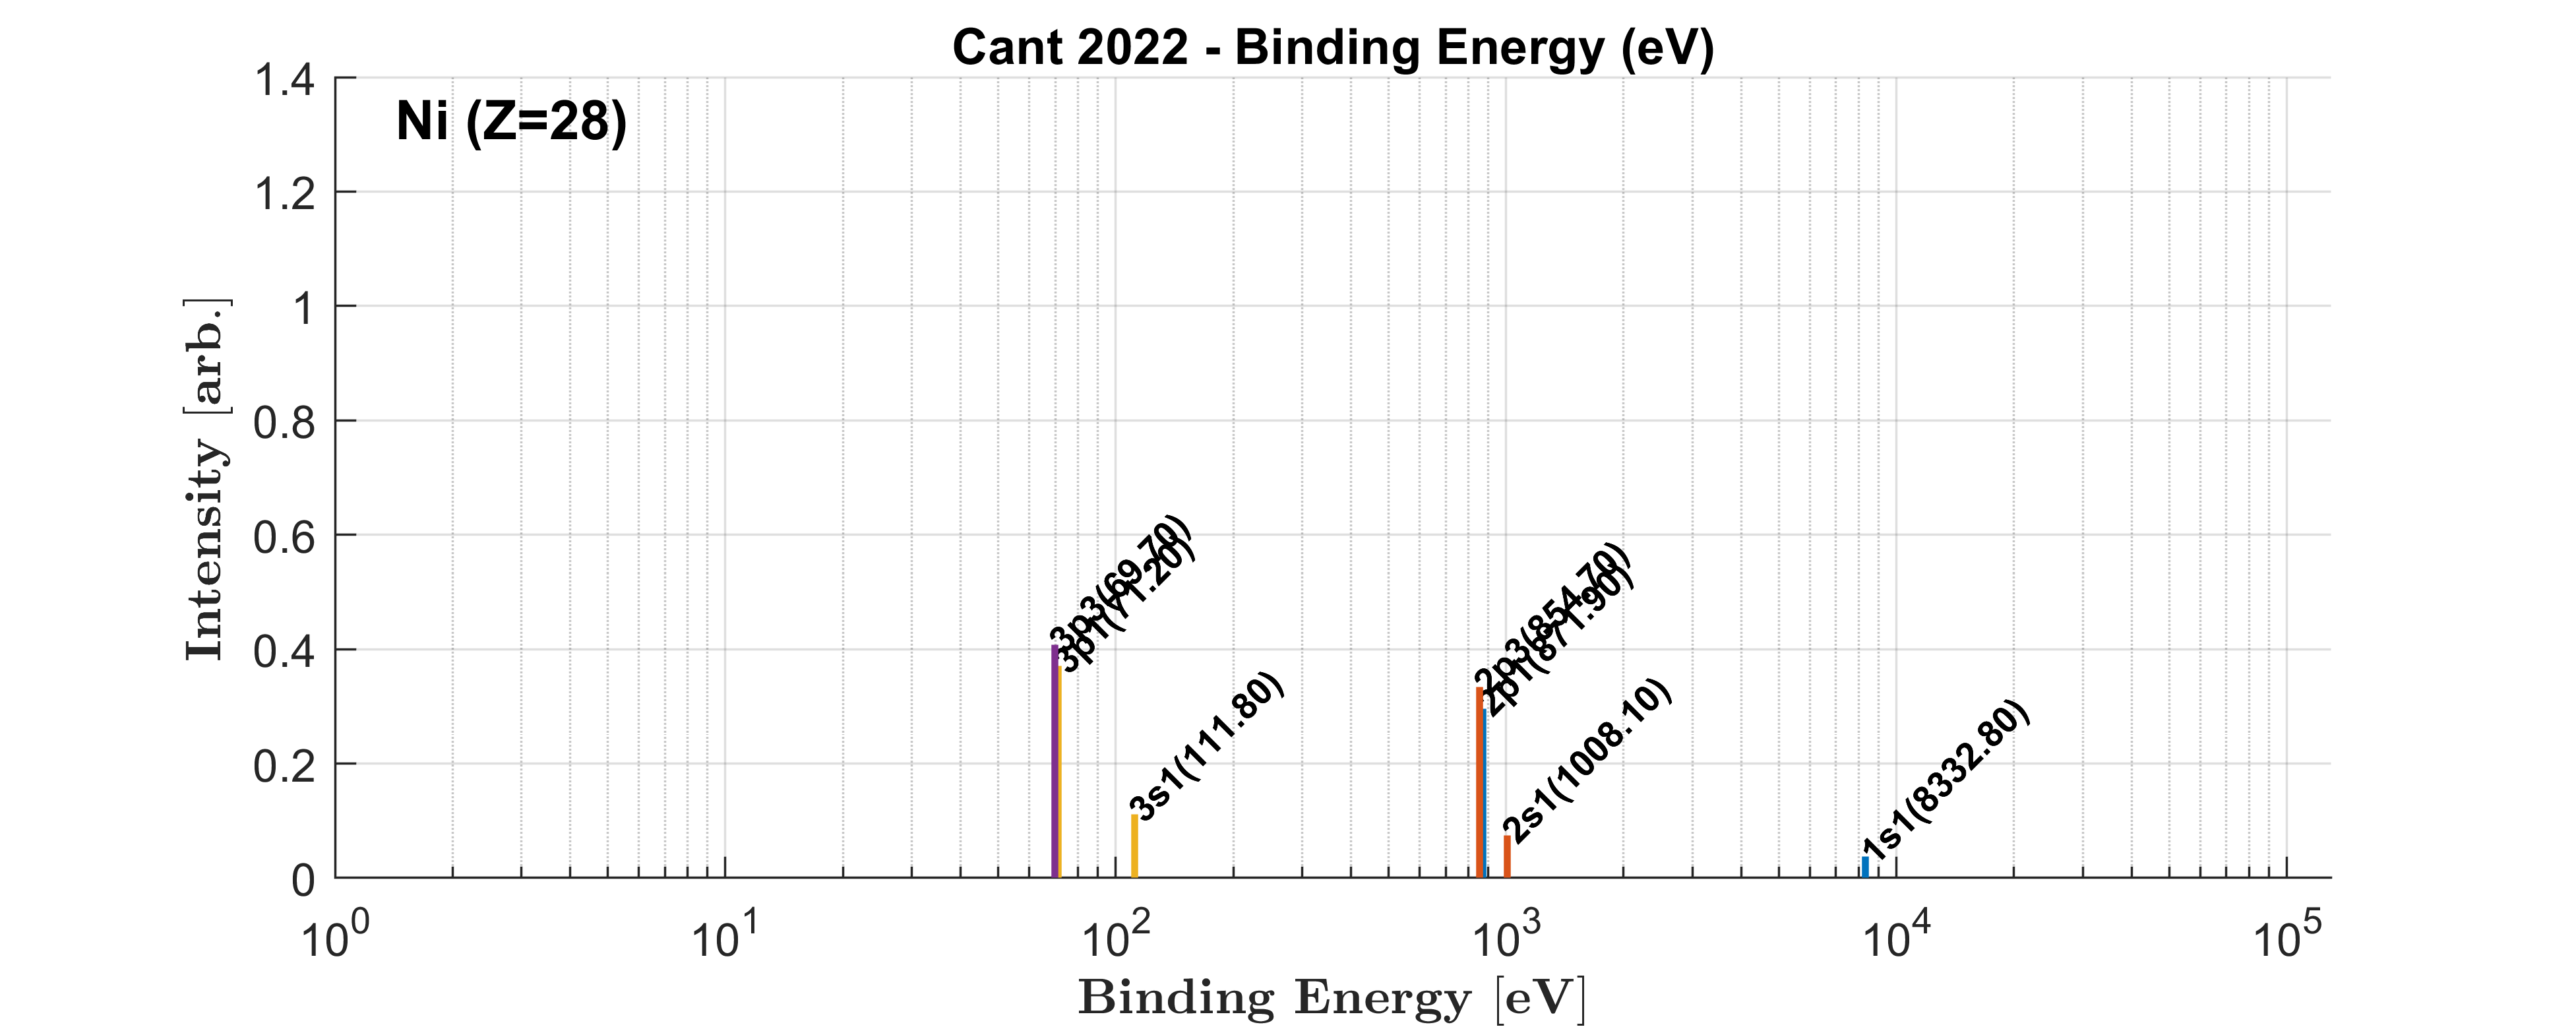 Cant 2022 - Binding Energy (eV)
Ni (Z=28)
1.4
1.2
1
0.8
0.6
0.4
0.2
0
Intensity [arb.]
3p3(69.70)
3p1(71.20)
3s1(111.80)
2p3(854.70)
2p1(871.90)
2s1(1008.10)
1s1(8332.80)
10^0 10^1 10^2 10^3 10^4 10^5
Binding Energy [eV]